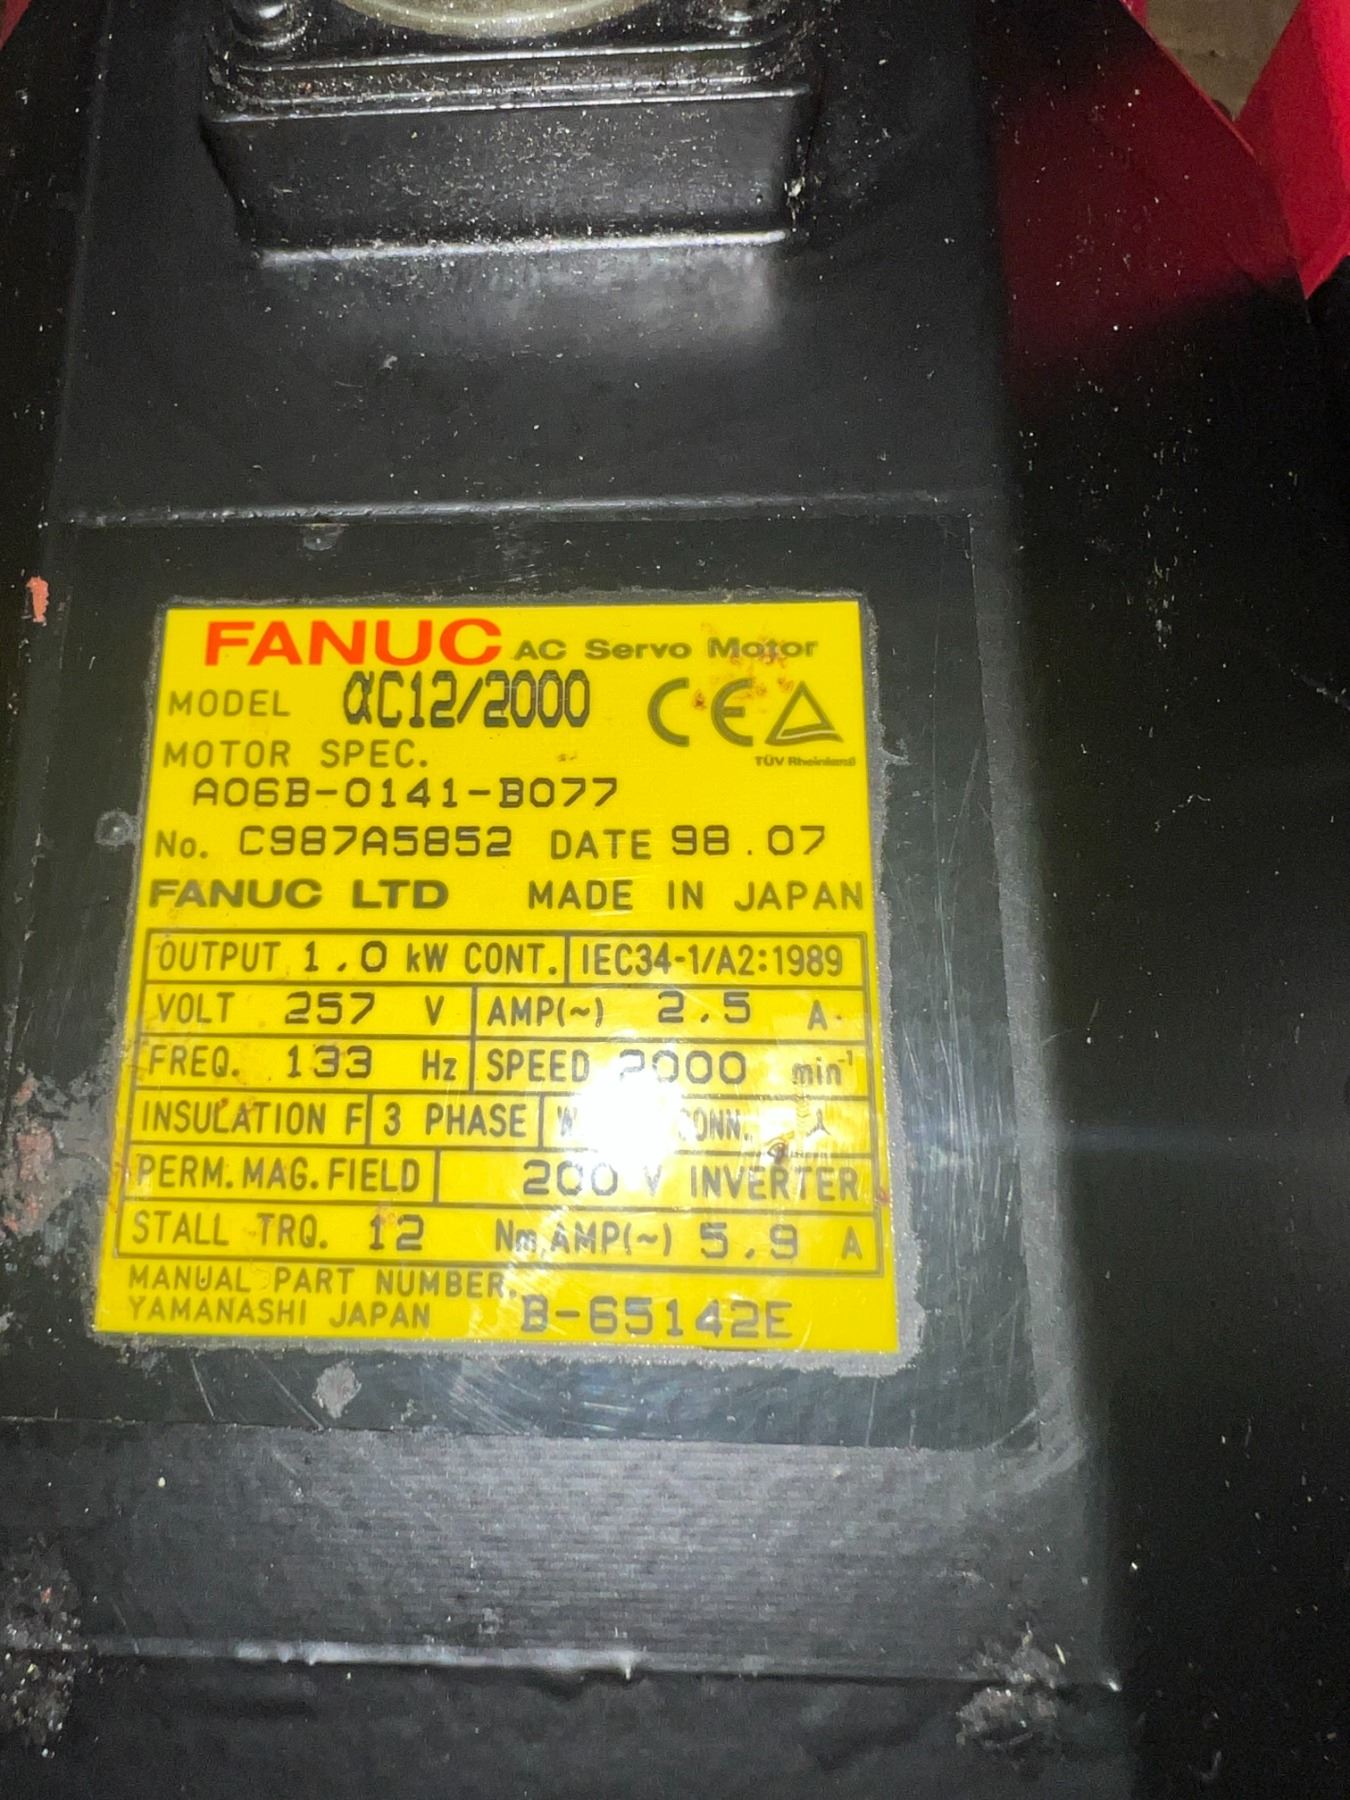 FANUC AC Servo Motor
MODEL αC12/2000 CE
TÜV Rheinland
MOTOR SPEC.
A06B-0141-B077
No. C987A5852 DATE 98.07
FANUC LTD MADE IN JAPAN
OUTPUT 1.0 kW CONT. IEC34-1/A2:1989
VOLT 257 V AMP(~) 2.5 A
FREQ. 133 Hz SPEED 2000 min⁻¹
INSULATION F 3 PHASE CONN.
PERM. MAG. FIELD 200 V INVERTER
STALL TRQ. 12 Nm, AMP(~) 5.9 A
MANUAL PART NUMBER.
YAMANASHI JAPAN B-65142E